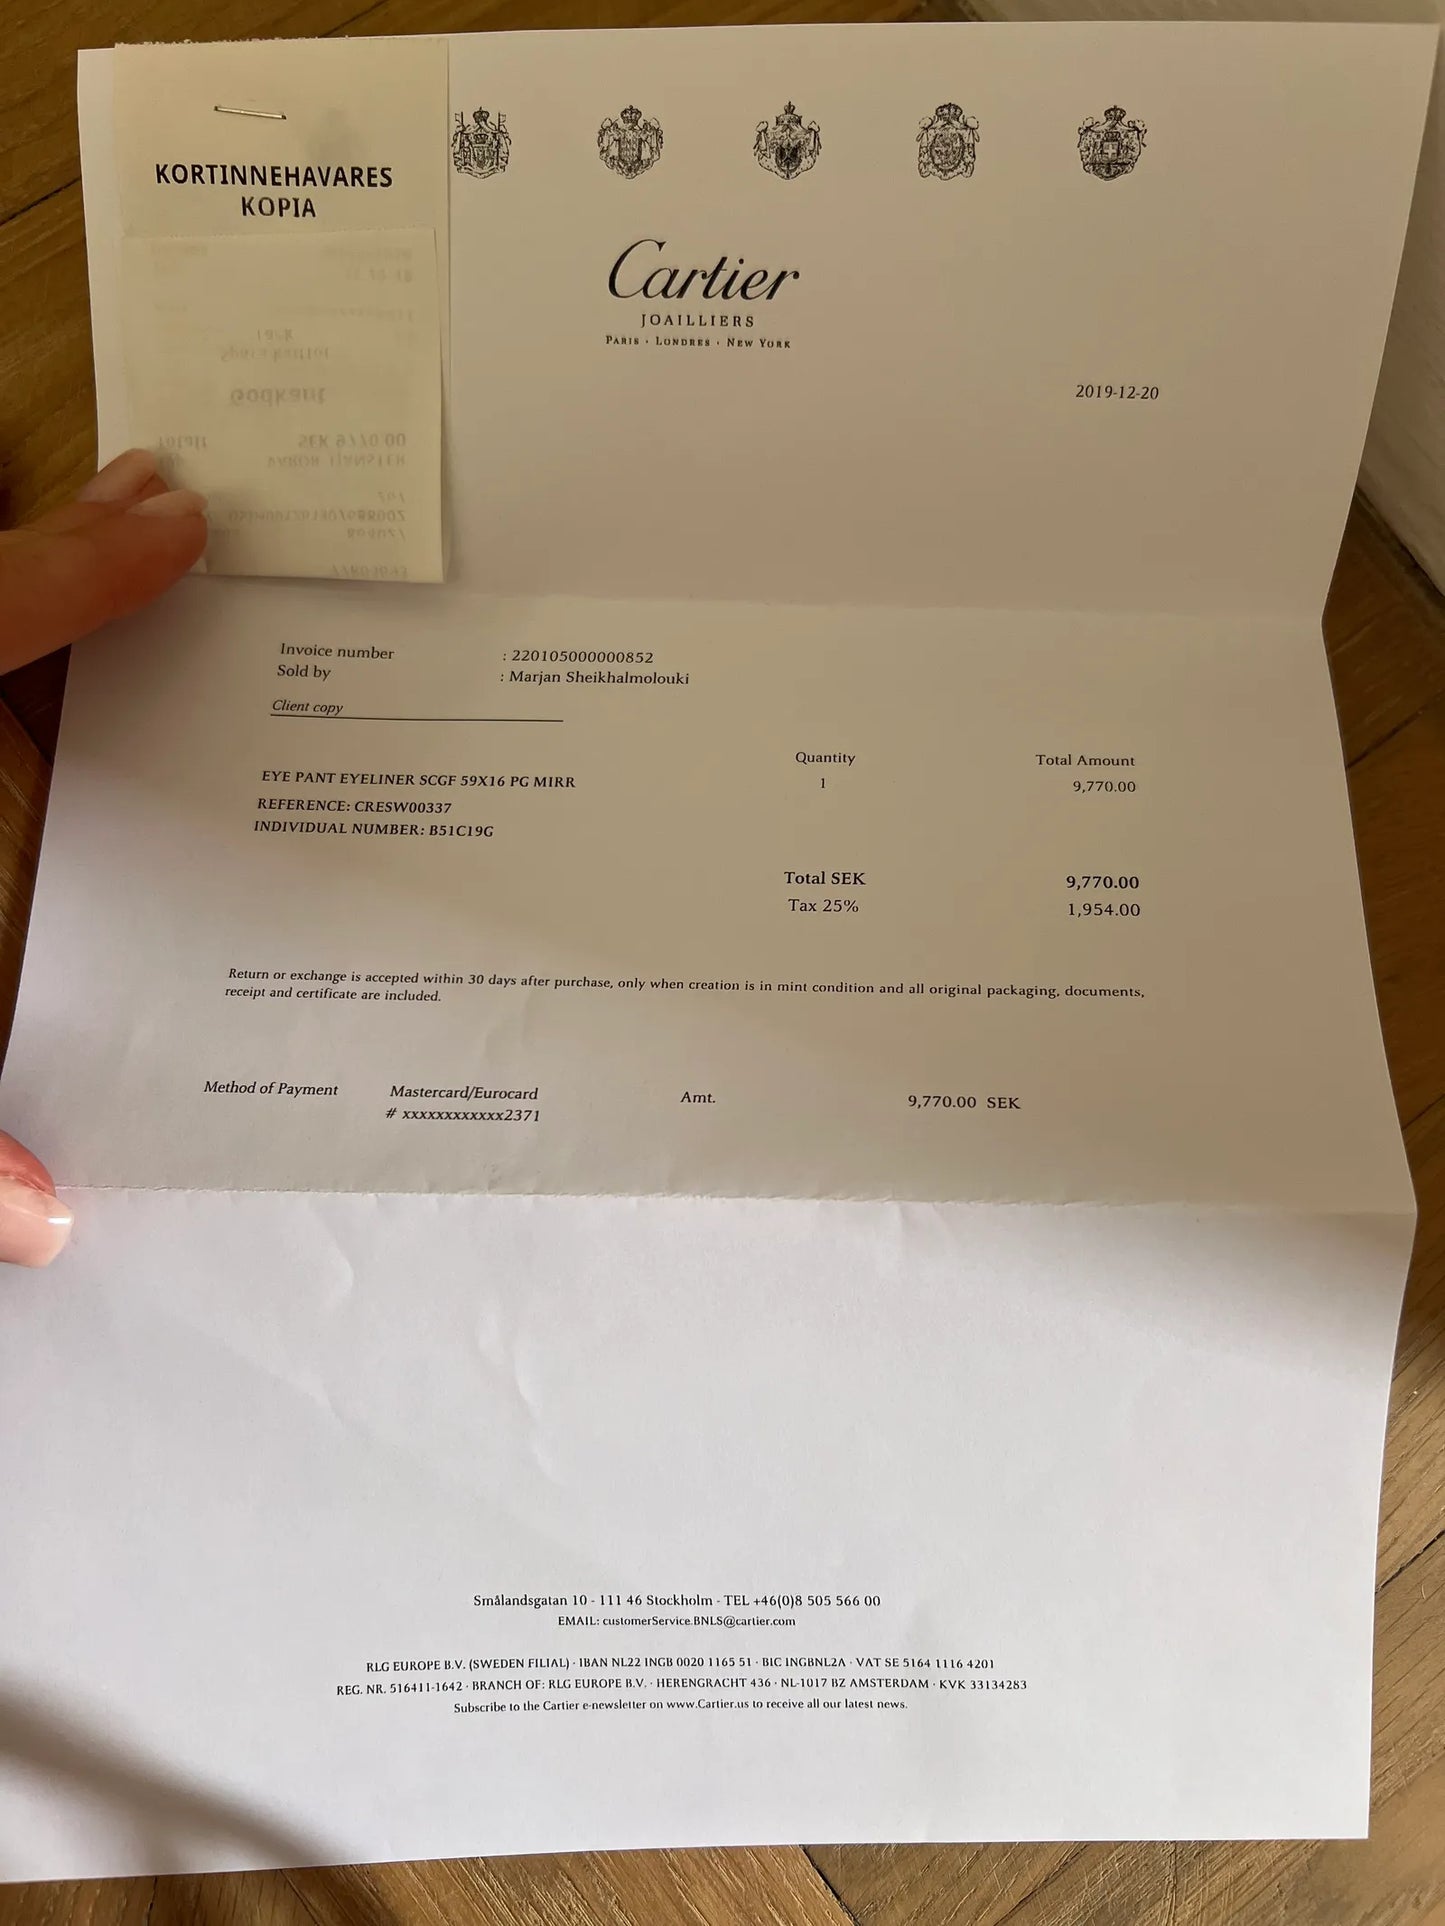 KORTINNEHAVARES
KOPIA
Godkänt
SEK 9770.00
Cartier
JOAILLIERS
PARIS · LONDRES · NEW YORK
2019-12-20
Invoice number : 220105000000852
Sold by : Marjan Sheikhalmolouki
Client copy
Quantity Total Amount
EYE PANT EYELINER SCGF 59X16 PG MIRR 1 9,770.00
REFERENCE: CRESW00337
INDIVIDUAL NUMBER: B51C19G
Total SEK 9,770.00
Tax 25% 1,954.00
Return or exchange is accepted within 30 days after purchase, only when creation is in mint condition and all original packaging, documents,
receipt and certificate are included.
Method of Payment Mastercard/Eurocard Amt. 9,770.00 SEK
# xxxxxxxxxxxx2371
Smålandsgatan 10 - 111 46 Stockholm - TEL +46(0)8 505 566 00
EMAIL: customerService.BNLS@cartier.com
RLG EUROPE B.V. (SWEDEN FILIAL) · IBAN NL22 INGB 0020 1165 51 · BIC INGBNL2A · VAT SE 5164 1116 4201
REG. NR. 516411-1642 · BRANCH OF: RLG EUROPE B.V. · HERENGRACHT 436 · NL-1017 BZ AMSTERDAM · KVK 33134283
Subscribe to the Cartier e-newsletter on www.Cartier.us to receive all our latest news.